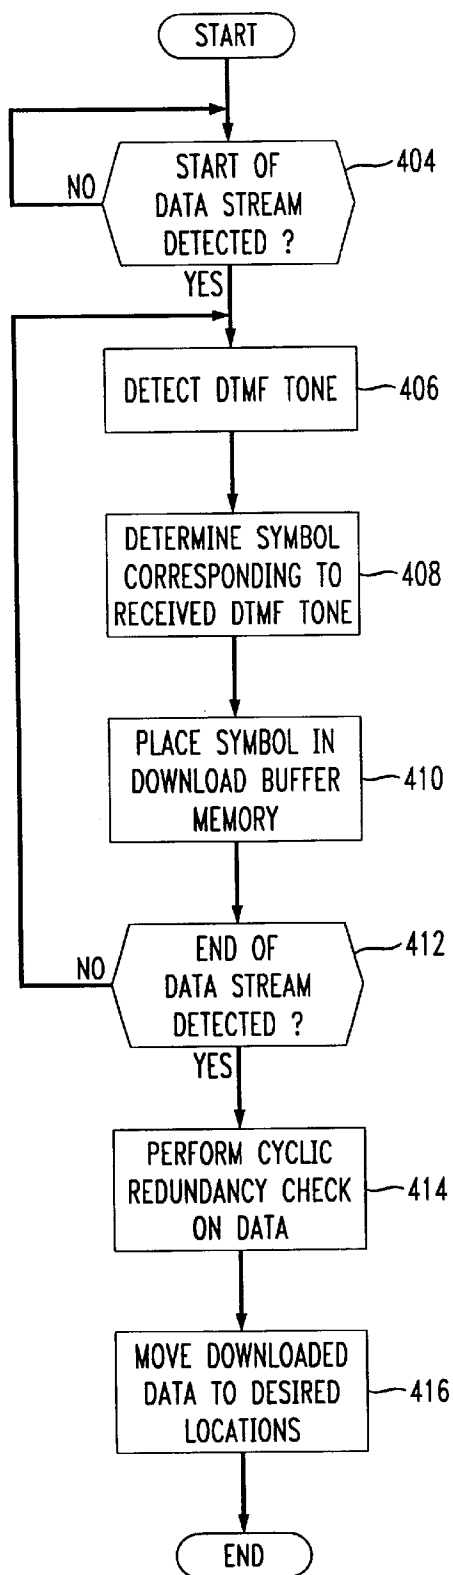 START
START OF
DATA STREAM
DETECTED ?
404
NO
YES
DETECT DTMF TONE
406
DETERMINE SYMBOL
CORRESPONDING TO
RECEIVED DTMF TONE
408
PLACE SYMBOL IN
DOWNLOAD BUFFER
MEMORY
410
END OF
DATA STREAM
DETECTED ?
412
NO
YES
PERFORM CYCLIC
REDUNDANCY CHECK
ON DATA
414
MOVE DOWNLOADED
DATA TO DESIRED
LOCATIONS
416
END